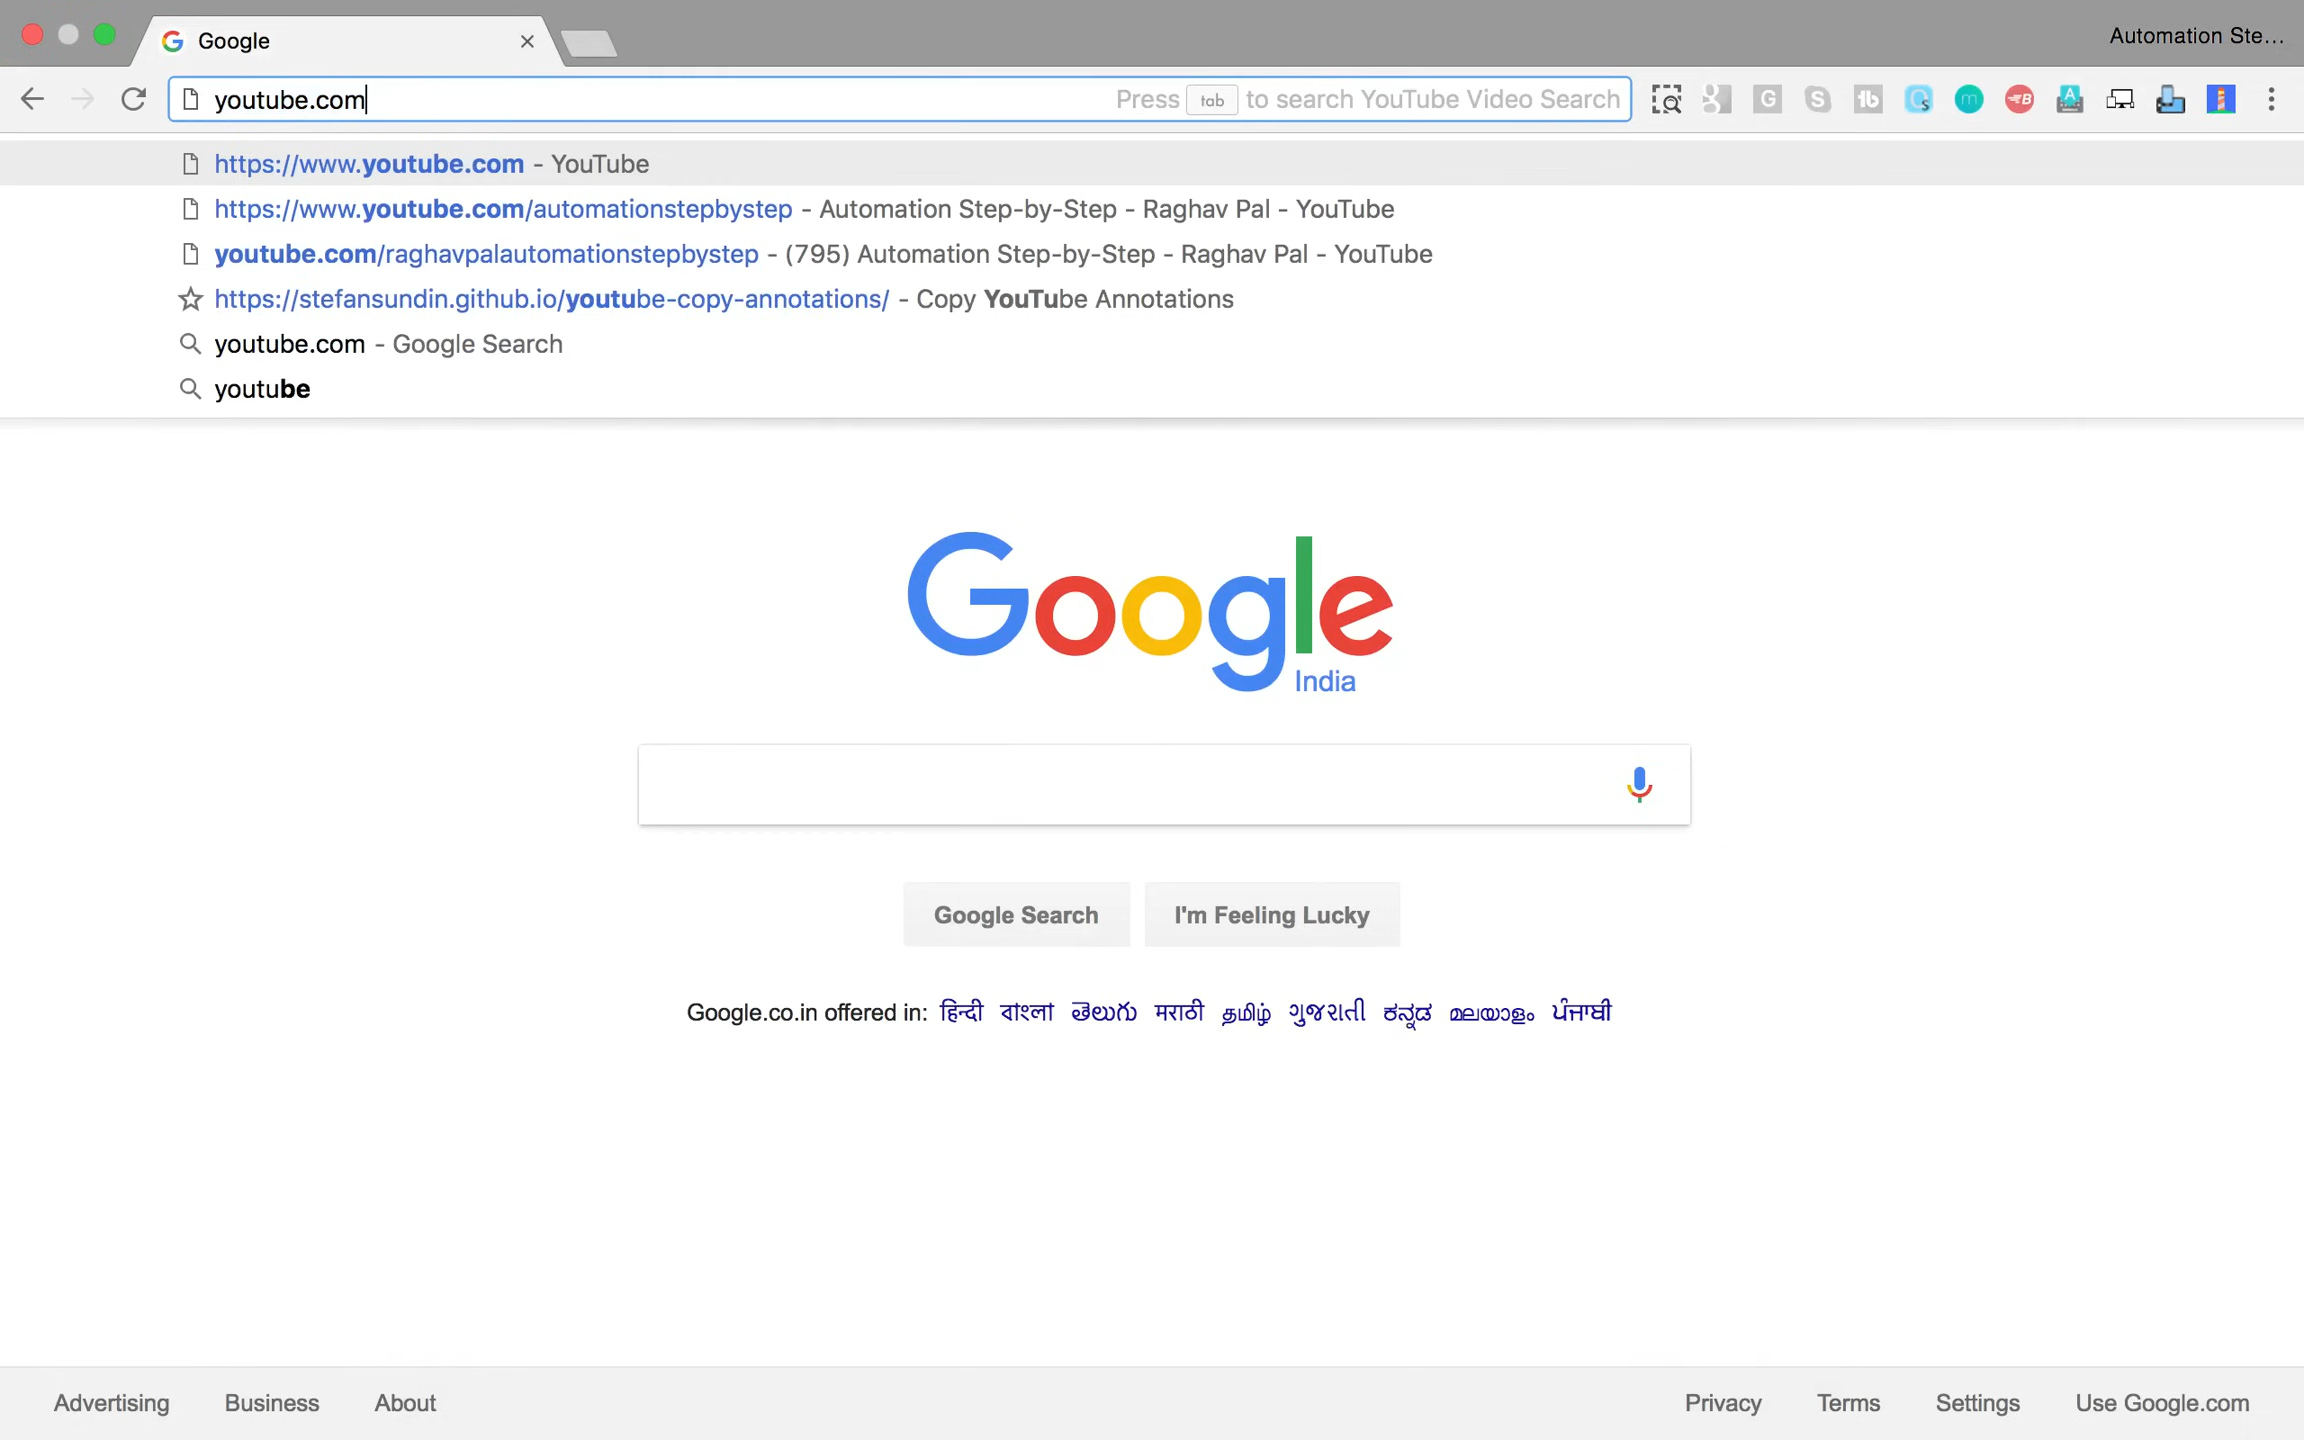 Google
Automation Ste...
youtube.com
Press tab to search YouTube Video Search
https://www.youtube.com - YouTube
https://www.youtube.com/automationstepbystep - Automation Step-by-Step - Raghav Pal - YouTube
youtube.com/raghavpalautomationstepbystep - (795) Automation Step-by-Step - Raghav Pal - YouTube
https://stefansundin.github.io/youtube-copy-annotations/ - Copy YouTube Annotations
youtube.com - Google Search
youtube
Google
India
Google Search
I'm Feeling Lucky
Google.co.in offered in: हिन्दी বাংলা తెలుగు मराठी தமிழ் ગુજરાતી ಕನ್ನಡ മലയാളം ਪੰਜਾਬੀ
Advertising
Business
About
Privacy
Terms
Settings
Use Google.com